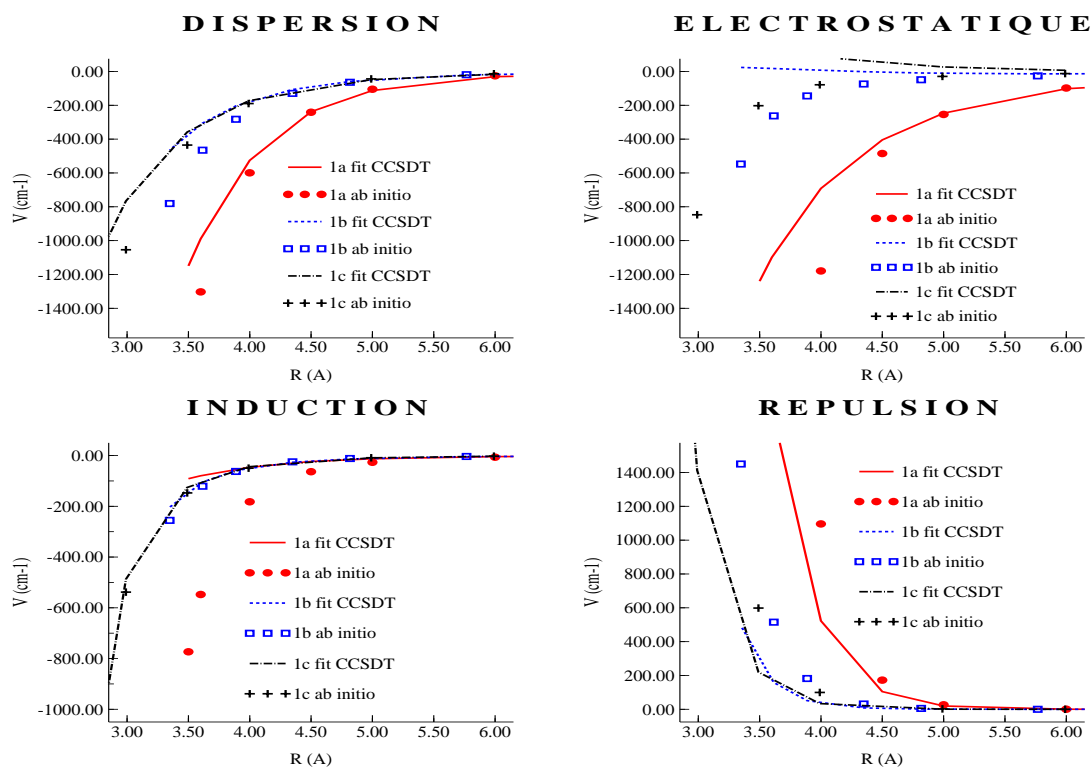 DISPERSION
0.00
-200.00
-400.00
-600.00
-800.00
-1000.00
-1200.00
-1400.00
V (cm-1)
1a fit CCSDT
1a ab initio
1b fit CCSDT
1b ab initio
1c fit CCSDT
1c ab initio
3.00 3.50 4.00 4.50 5.00 5.50 6.00
R (A)
ELECTROSTATIQUE
0.00
-200.00
-400.00
-600.00
-800.00
-1000.00
-1200.00
-1400.00
V (cm-1)
1a fit CCSDT
1a ab initio
1b fit CCSDT
1b ab initio
1c fit CCSDT
1c ab initio
3.00 3.50 4.00 4.50 5.00 5.50 6.00
R (A)
INDUCTION
0.00
-200.00
-400.00
-600.00
-800.00
-1000.00
V (cm-1)
1a fit CCSDT
1a ab initio
1b fit CCSDT
1b ab initio
1c fit CCSDT
1c ab initio
3.00 3.50 4.00 4.50 5.00 5.50 6.00
R (A)
REPULSION
1400.00
1200.00
1000.00
800.00
600.00
400.00
200.00
0.00
V (cm-1)
1a fit CCSDT
1a ab initio
1b fit CCSDT
1b ab initio
1c fit CCSDT
1c ab initio
3.00 3.50 4.00 4.50 5.00 5.50 6.00
R (A)